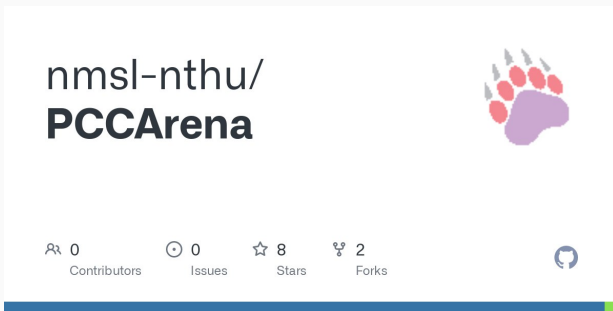 nmsl-nthu/
PCCArena
0
Contributors
0
Issues
8
Stars
2
Forks